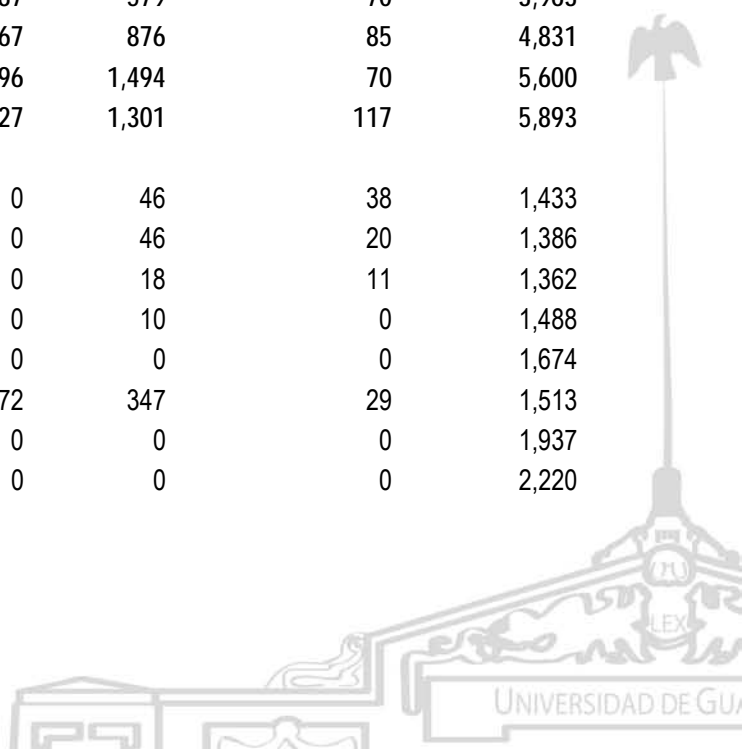 67 876 85 4,831
96 1,494 70 5,600
27 1,301 117 5,893
0 46 38 1,433
0 46 20 1,386
0 18 11 1,362
0 10 0 1,488
0 0 0 1,674
72 347 29 1,513
0 0 0 1,937
0 0 0 2,220
LEX
UNIVERSIDAD DE GUA